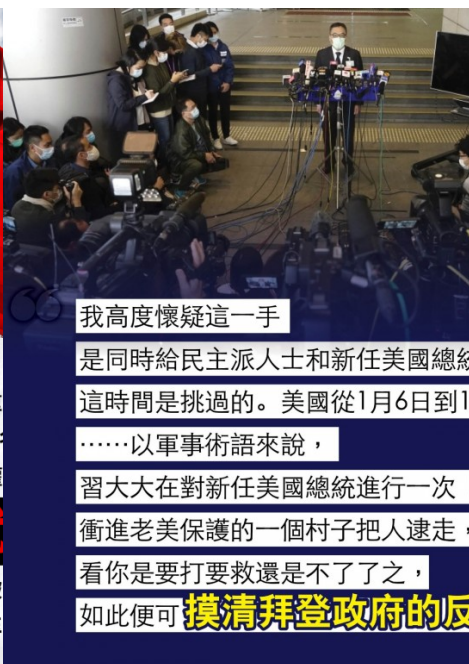 我高度懷疑這一手
是同時給民主派人士和新任美國總統
這時間是挑過的。美國從1月6日到1
……以軍事術語來說，
習大大在對新任美國總統進行一次
衝進老美保護的一個村子把人逮走，
看你是要打要救還是不了了之，
如此便可摸清拜登政府的反